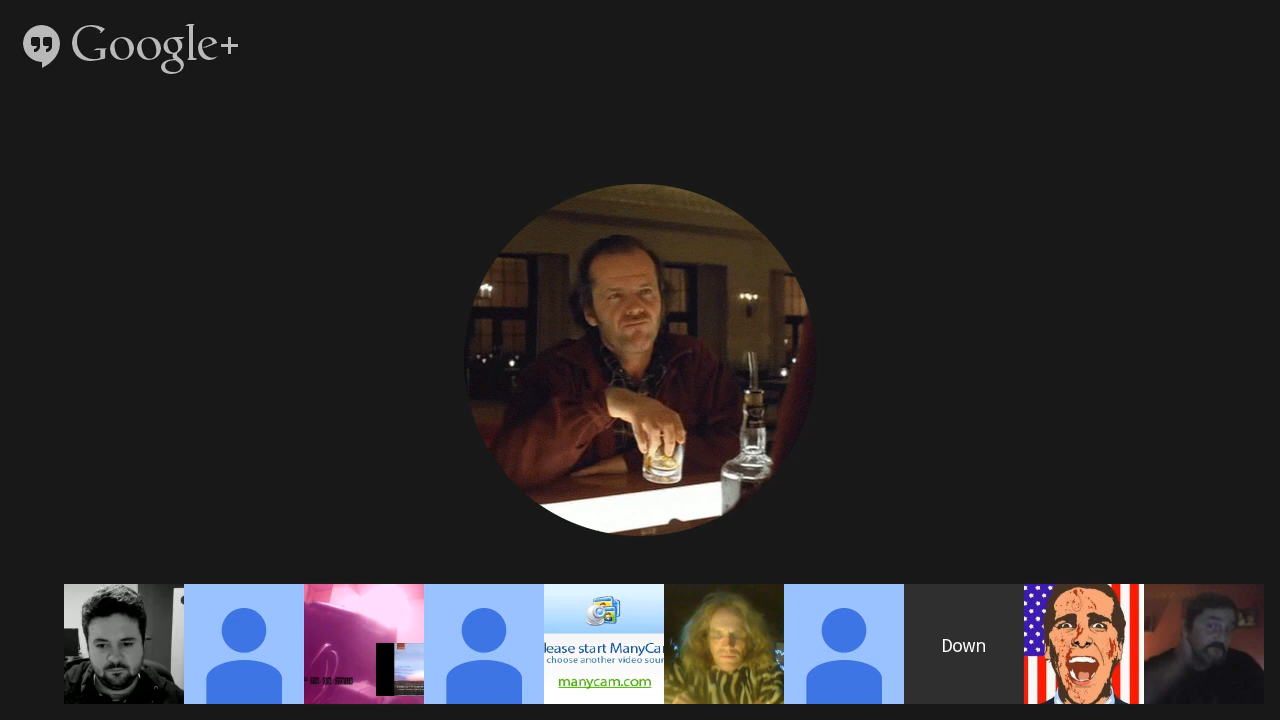 Google+
lease start ManyCa
choose another video sour
manycam.com
Down